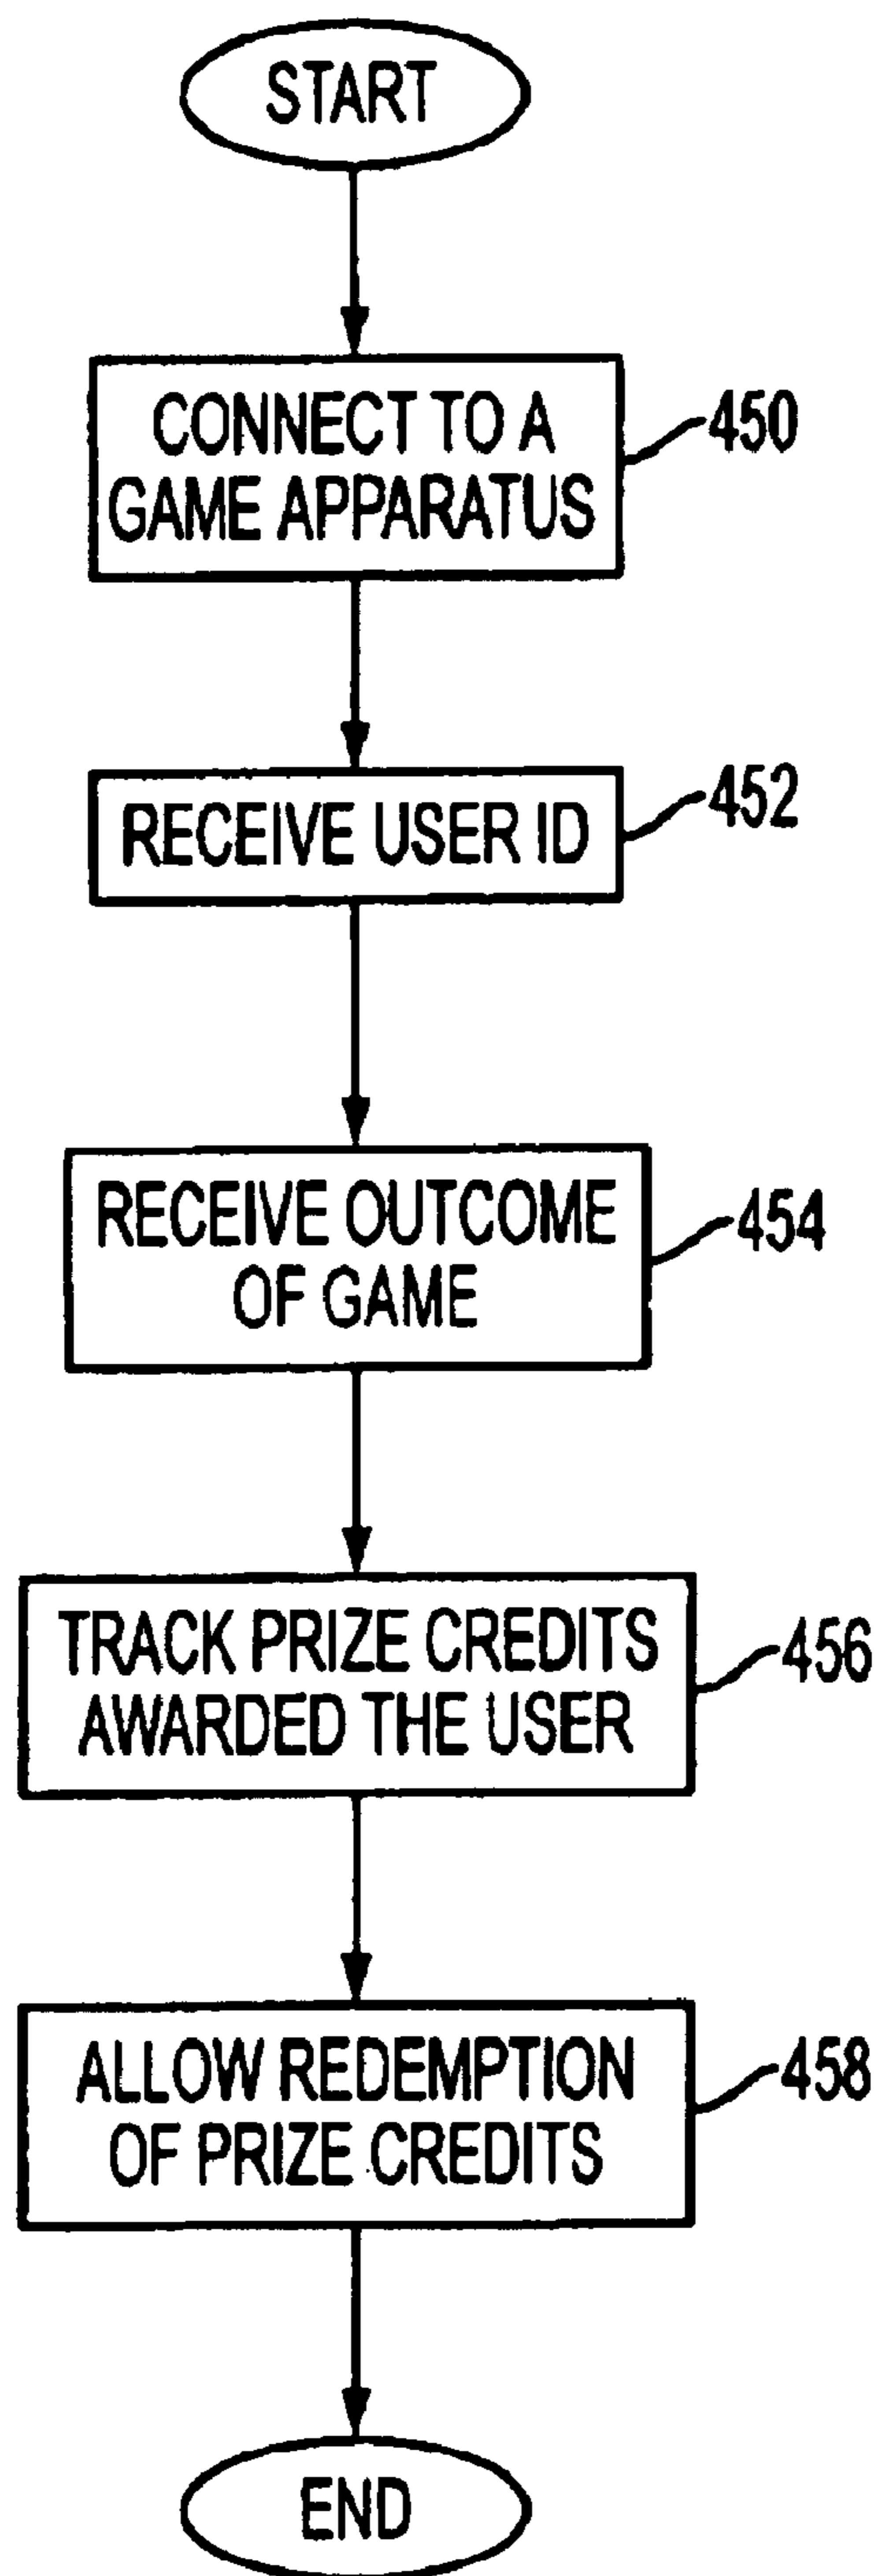 START
CONNECT TO A
GAME APPARATUS
450
RECEIVE USER ID
452
RECEIVE OUTCOME
OF GAME
454
TRACK PRIZE CREDITS
AWARDED THE USER
456
ALLOW REDEMPTION
OF PRIZE CREDITS
458
END